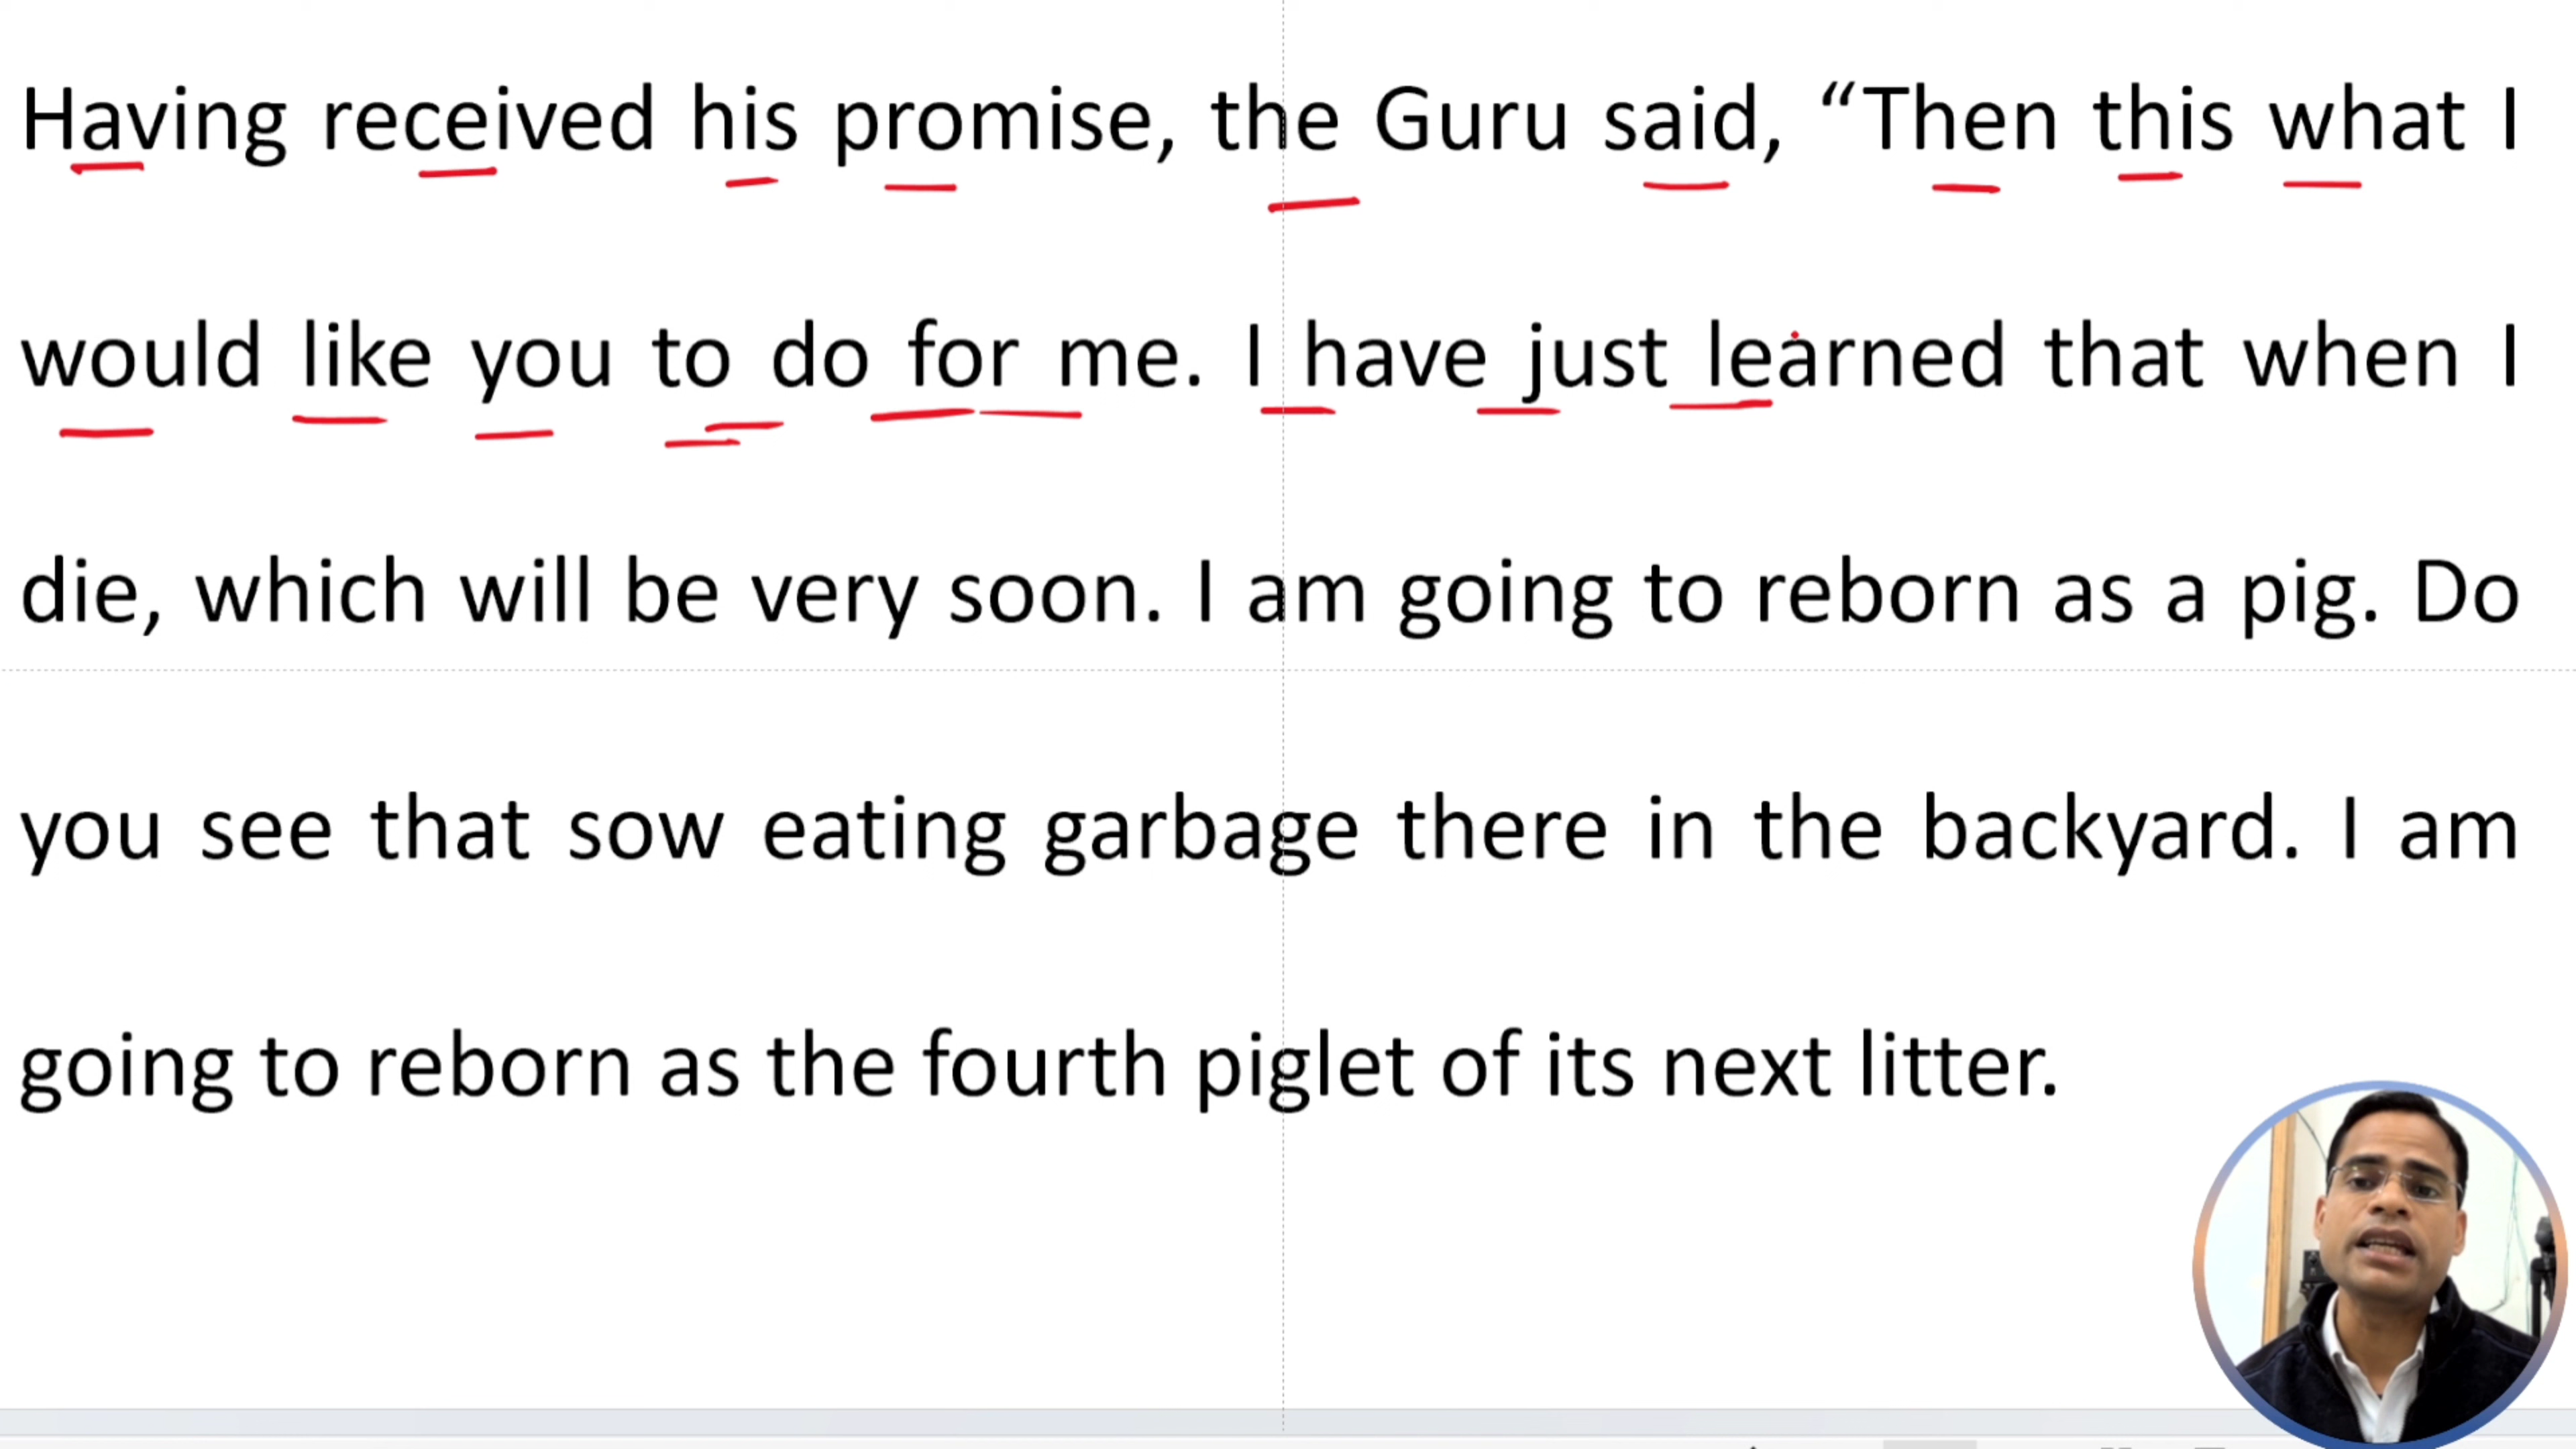 Having received his promise, the Guru said, “Then this what I
would like you to do for me. I have just learned that when I
die, which will be very soon. I am going to reborn as a pig. Do
you see that sow eating garbage there in the backyard. I am
going to reborn as the fourth piglet of its next litter.